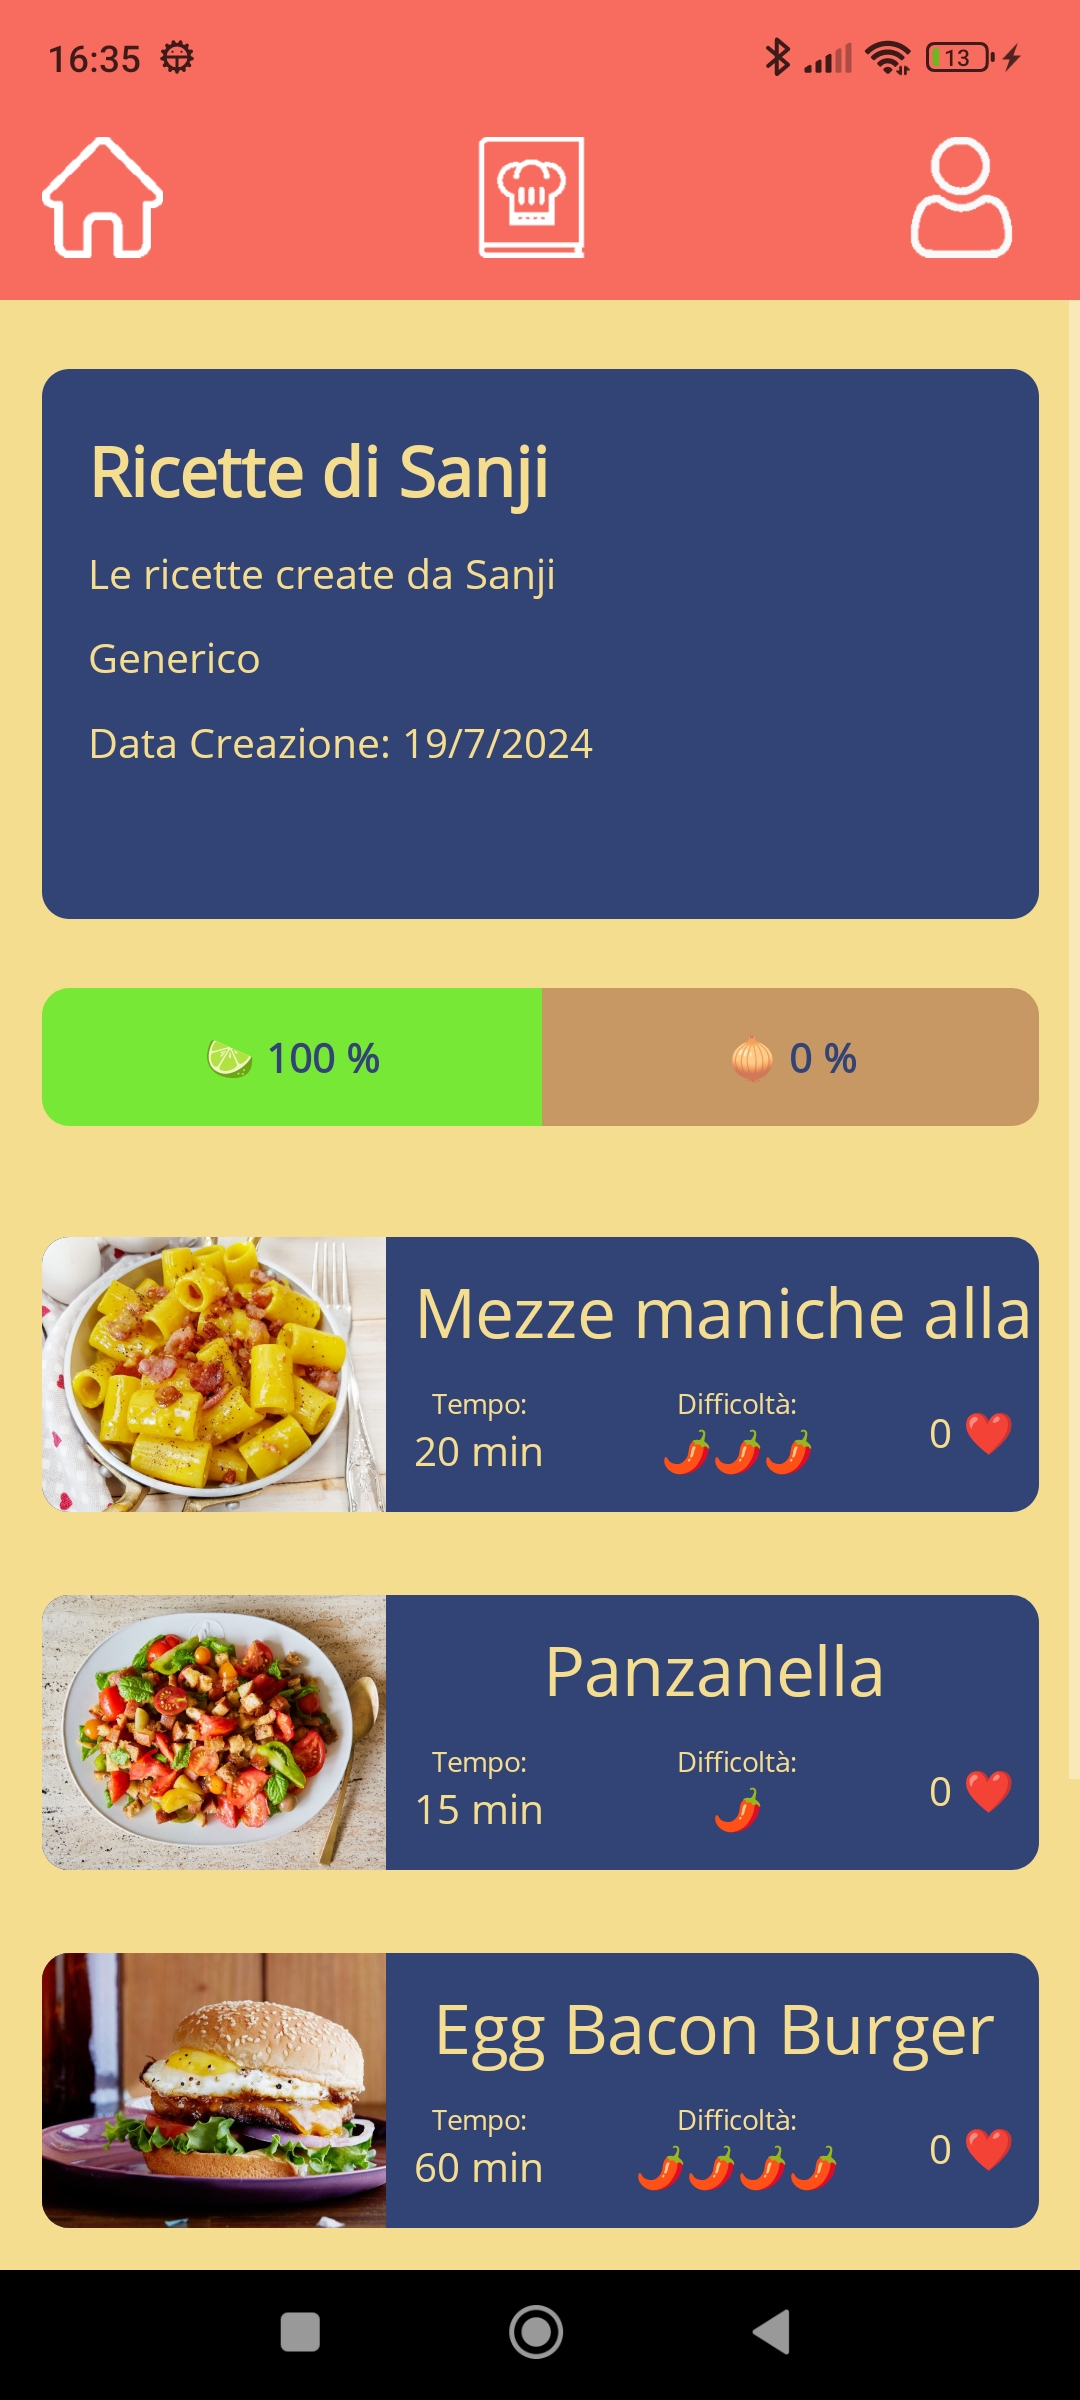 16:35
13
Ricette di Sanji
Le ricette create da Sanji
Generico
Data Creazione: 19/7/2024
🍋‍🟩 100 %
🧅 0 %
Mezze maniche alla
Tempo:
Difficoltà:
20 min
🌶️🌶️🌶️
0 ❤️
Panzanella
Tempo:
Difficoltà:
15 min
🌶️
0 ❤️
Egg Bacon Burger
Tempo:
Difficoltà:
60 min
🌶️🌶️🌶️🌶️
0 ❤️